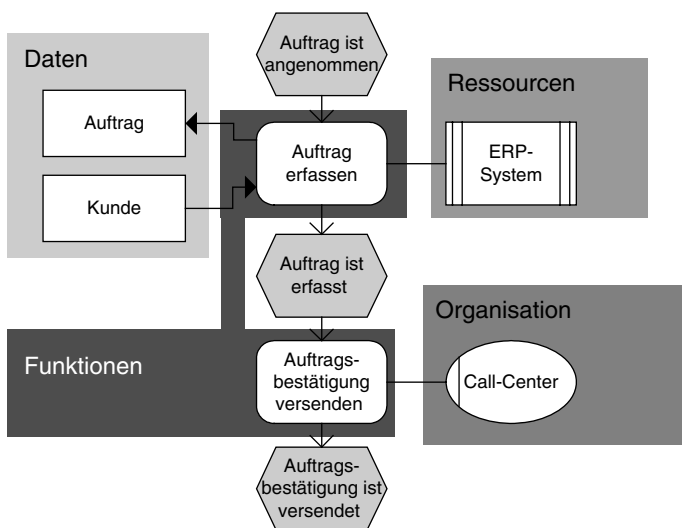 Auftrag ist
angenommen
Daten
Ressourcen
Auftrag
Auftrag
erfassen
ERP-
System
Kunde
Auftrag ist
erfasst
Organisation
Funktionen
Auftrags-
bestätigung
versenden
Call-Center
Auftrags-
bestätigung ist
versendet